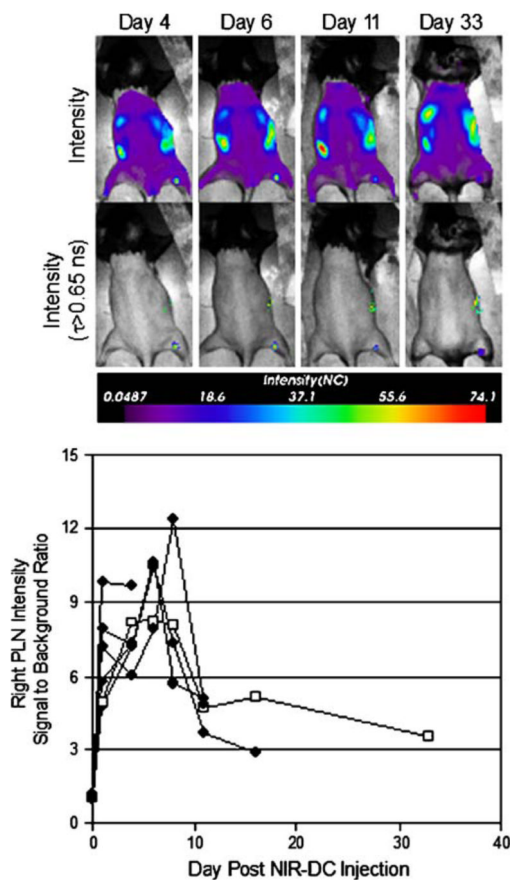 Day 4 Day 6 Day 11 Day 33
Intensity
Intensity
(τ>0.65 ns)
Intensity(NC)
0.0487 18.6 37.1 55.6 74.1
15
12
9
6
3
0
Right PLN Intensity
Signal to Background Ratio
0 10 20 30 40
Day Post NIR-DC Injection